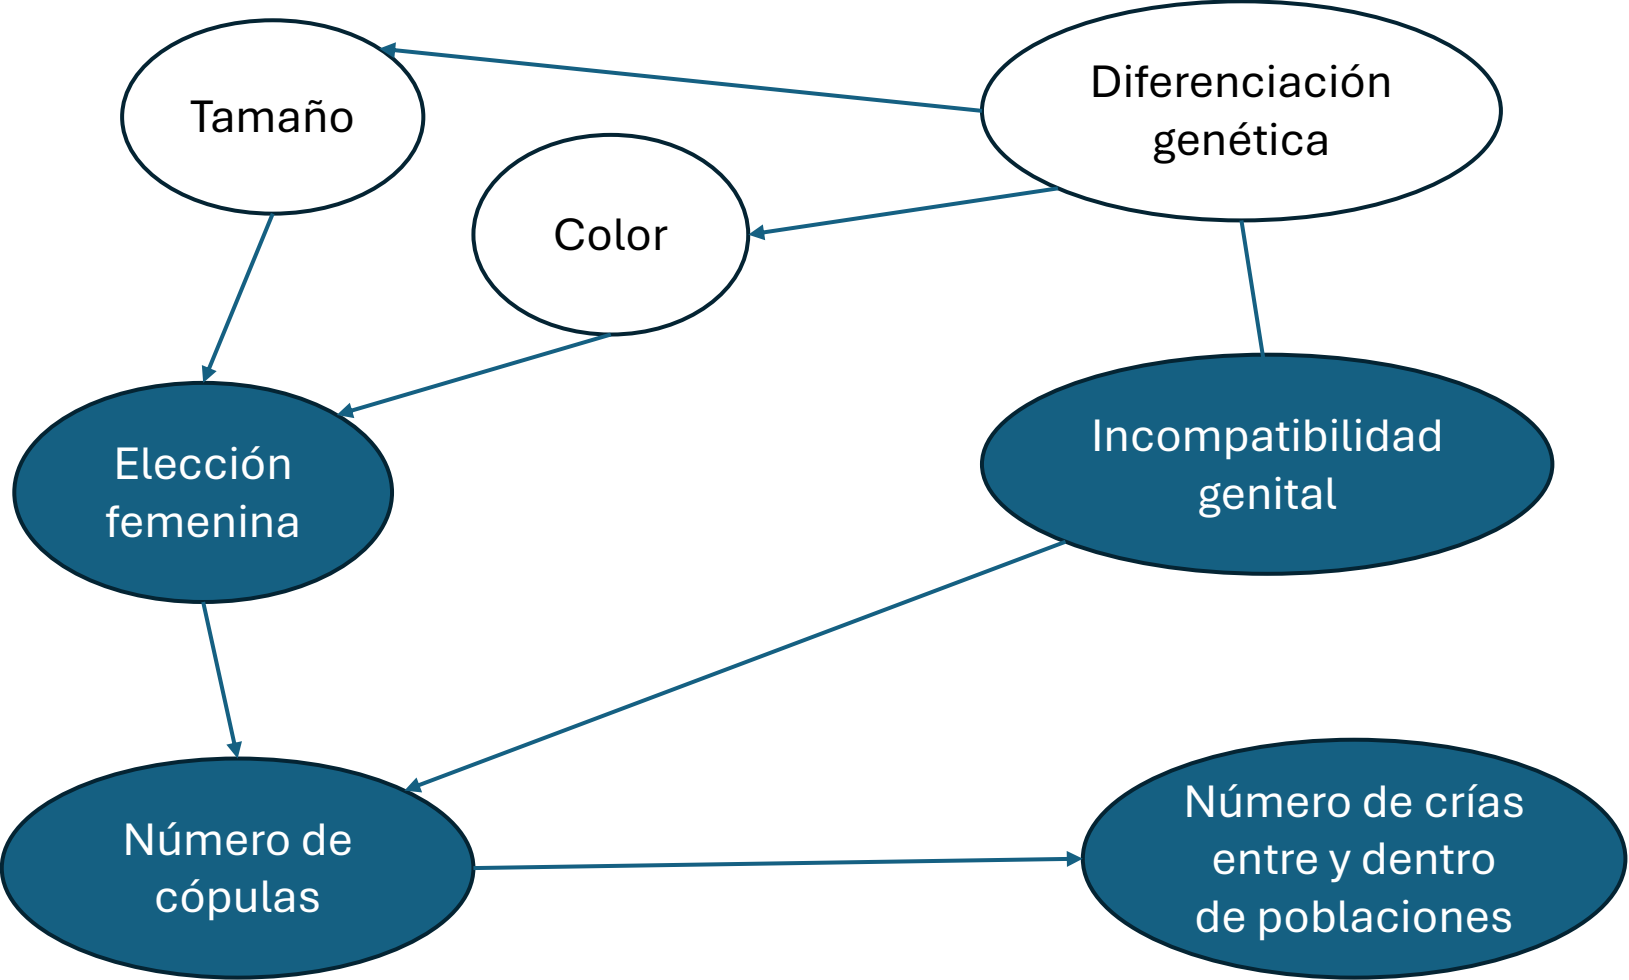 Tamaño
Diferenciación
genética
Color
Elección
femenina
Incompatibilidad
genital
Número de
cópulas
Número de crías
entre y dentro
de poblaciones